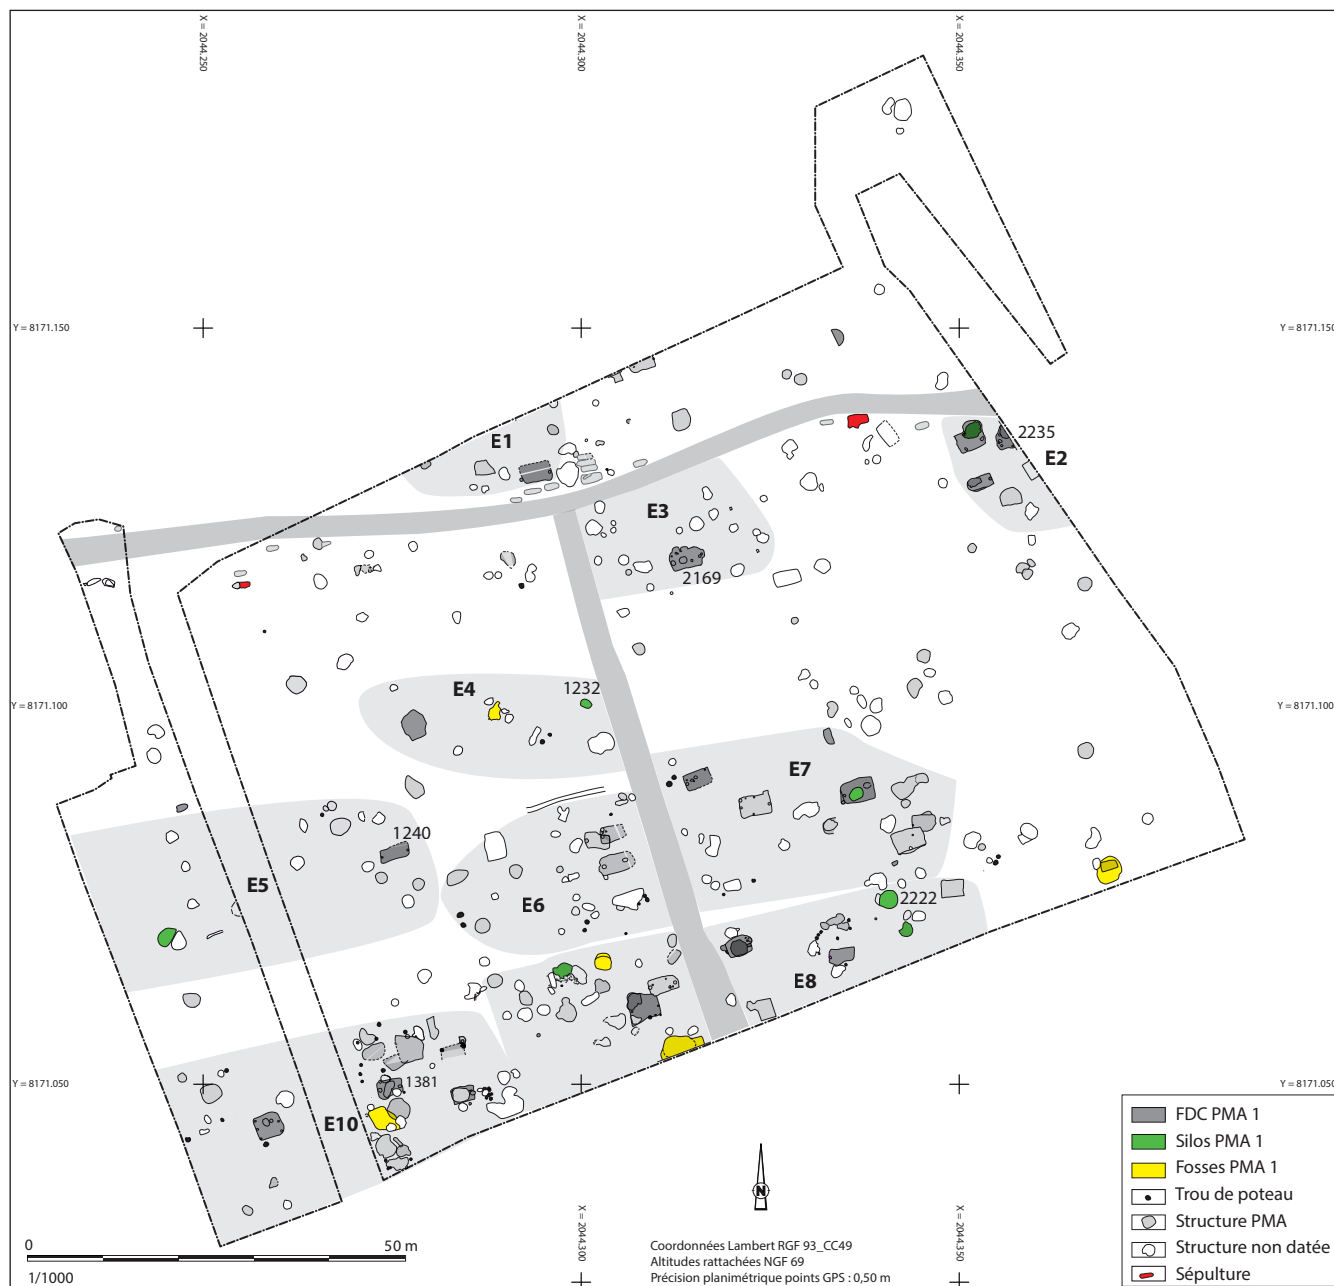 X = 2044.250
X = 2044.300
X = 2044.350
Y = 8171.150
Y = 8171.150
E1
2235
E2
E3
2169
E4
1232
Y = 8171.100
Y = 8171.100
E7
1240
E5
E6
2222
E8
Y = 8171.050
Y = 8171.050
1381
E10
FDC PMA 1
Silos PMA 1
Fosses PMA 1
Trou de poteau
Structure PMA
Structure non datée
Sépulture
N
X = 2044.300
X = 2044.350
0
50 m
1/1000
Coordonnées Lambert RGF 93_CC49
Altitudes rattachées NGF 69
Précision planimétrique points GPS : 0,50 m